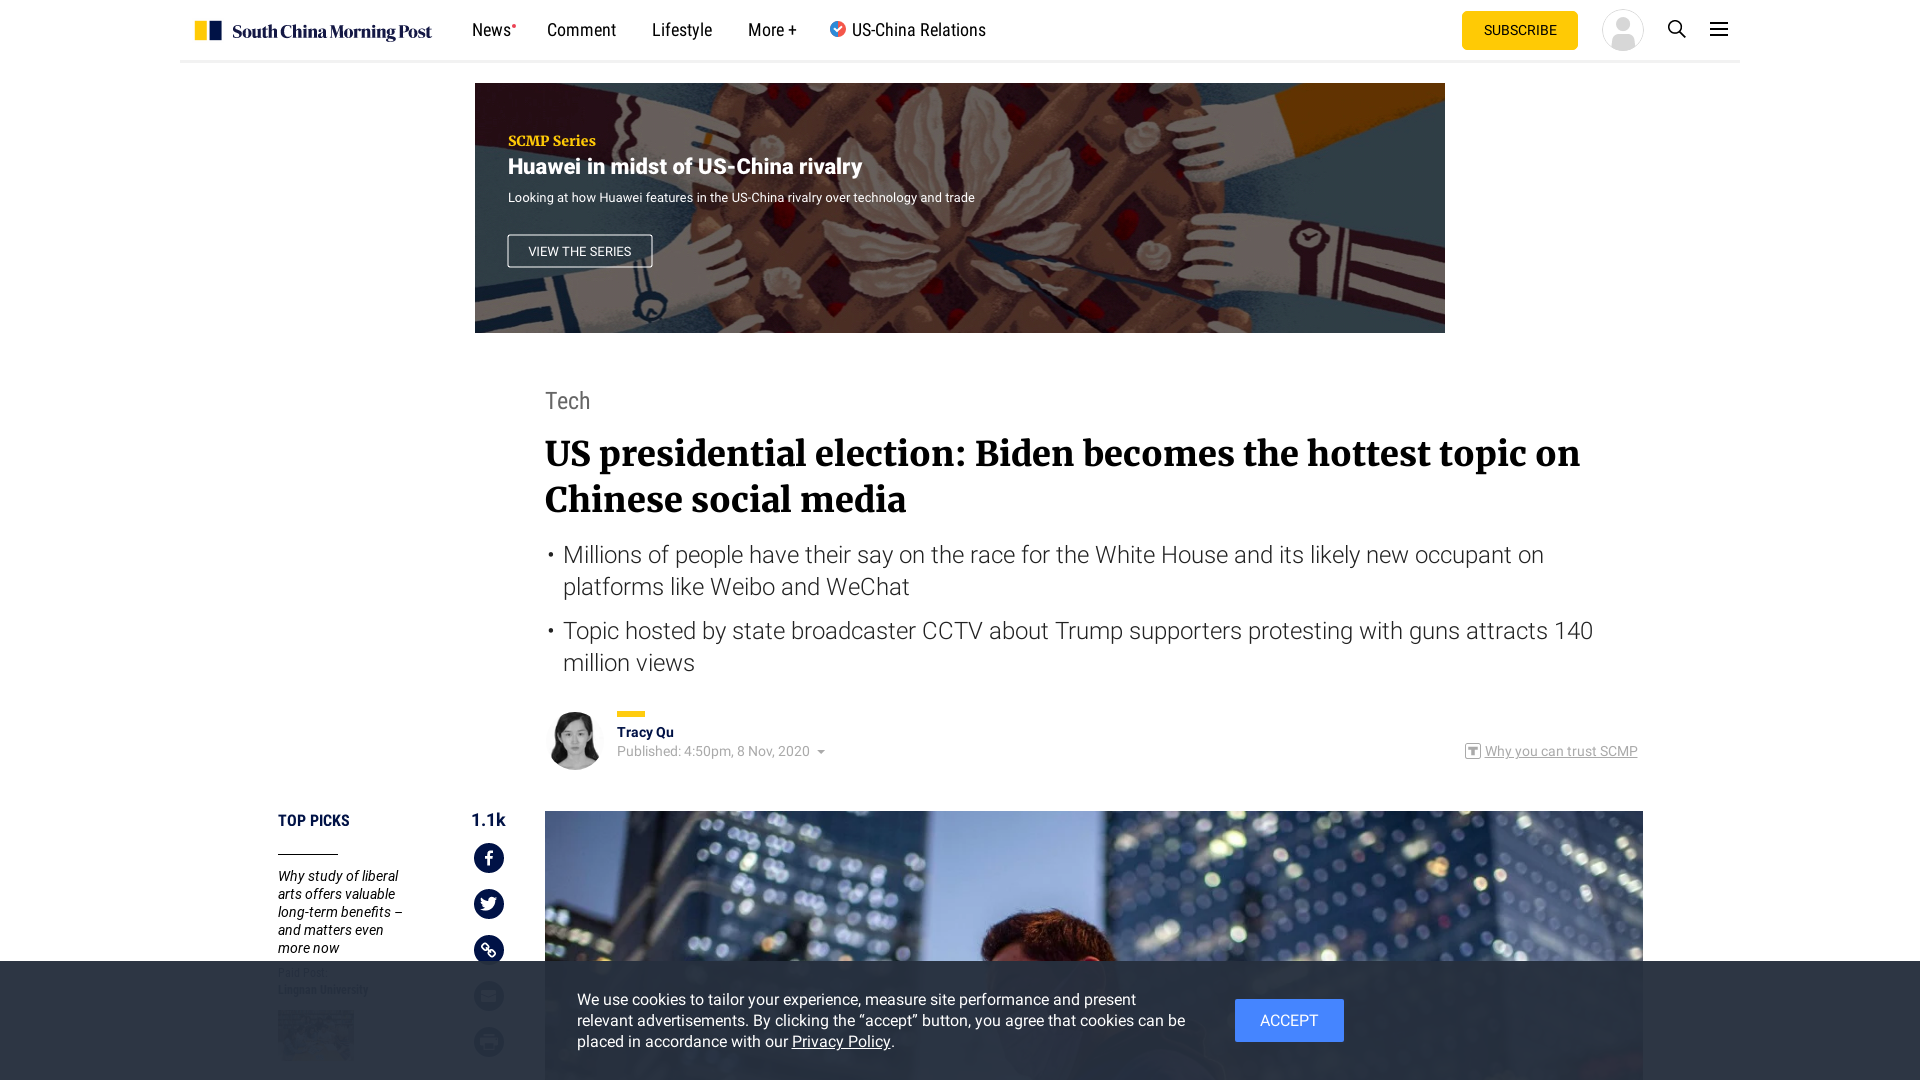 South China Morning Post
News
Comment
Lifestyle
More +
US-China Relations
SUBSCRIBE
SCMP Series
Huawei in midst of US-China rivalry
Looking at how Huawei features in the US-China rivalry over technology and trade
VIEW THE SERIES
Tech
US presidential election: Biden becomes the hottest topic on
Chinese social media
• Millions of people have their say on the race for the White House and its likely new occupant on
platforms like Weibo and WeChat
• Topic hosted by state broadcaster CCTV about Trump supporters protesting with guns attracts 140
million views
Tracy Qu
Published: 4:50pm, 8 Nov, 2020
Why you can trust SCMP
TOP PICKS
1.1k
Why study of liberal
arts offers valuable
long-term benefits –
and matters even
more now
Lingnan University
We use cookies to tailor your experience, measure site performance and present
relevant advertisements. By clicking the “accept” button, you agree that cookies can be
placed in accordance with our Privacy Policy.
ACCEPT